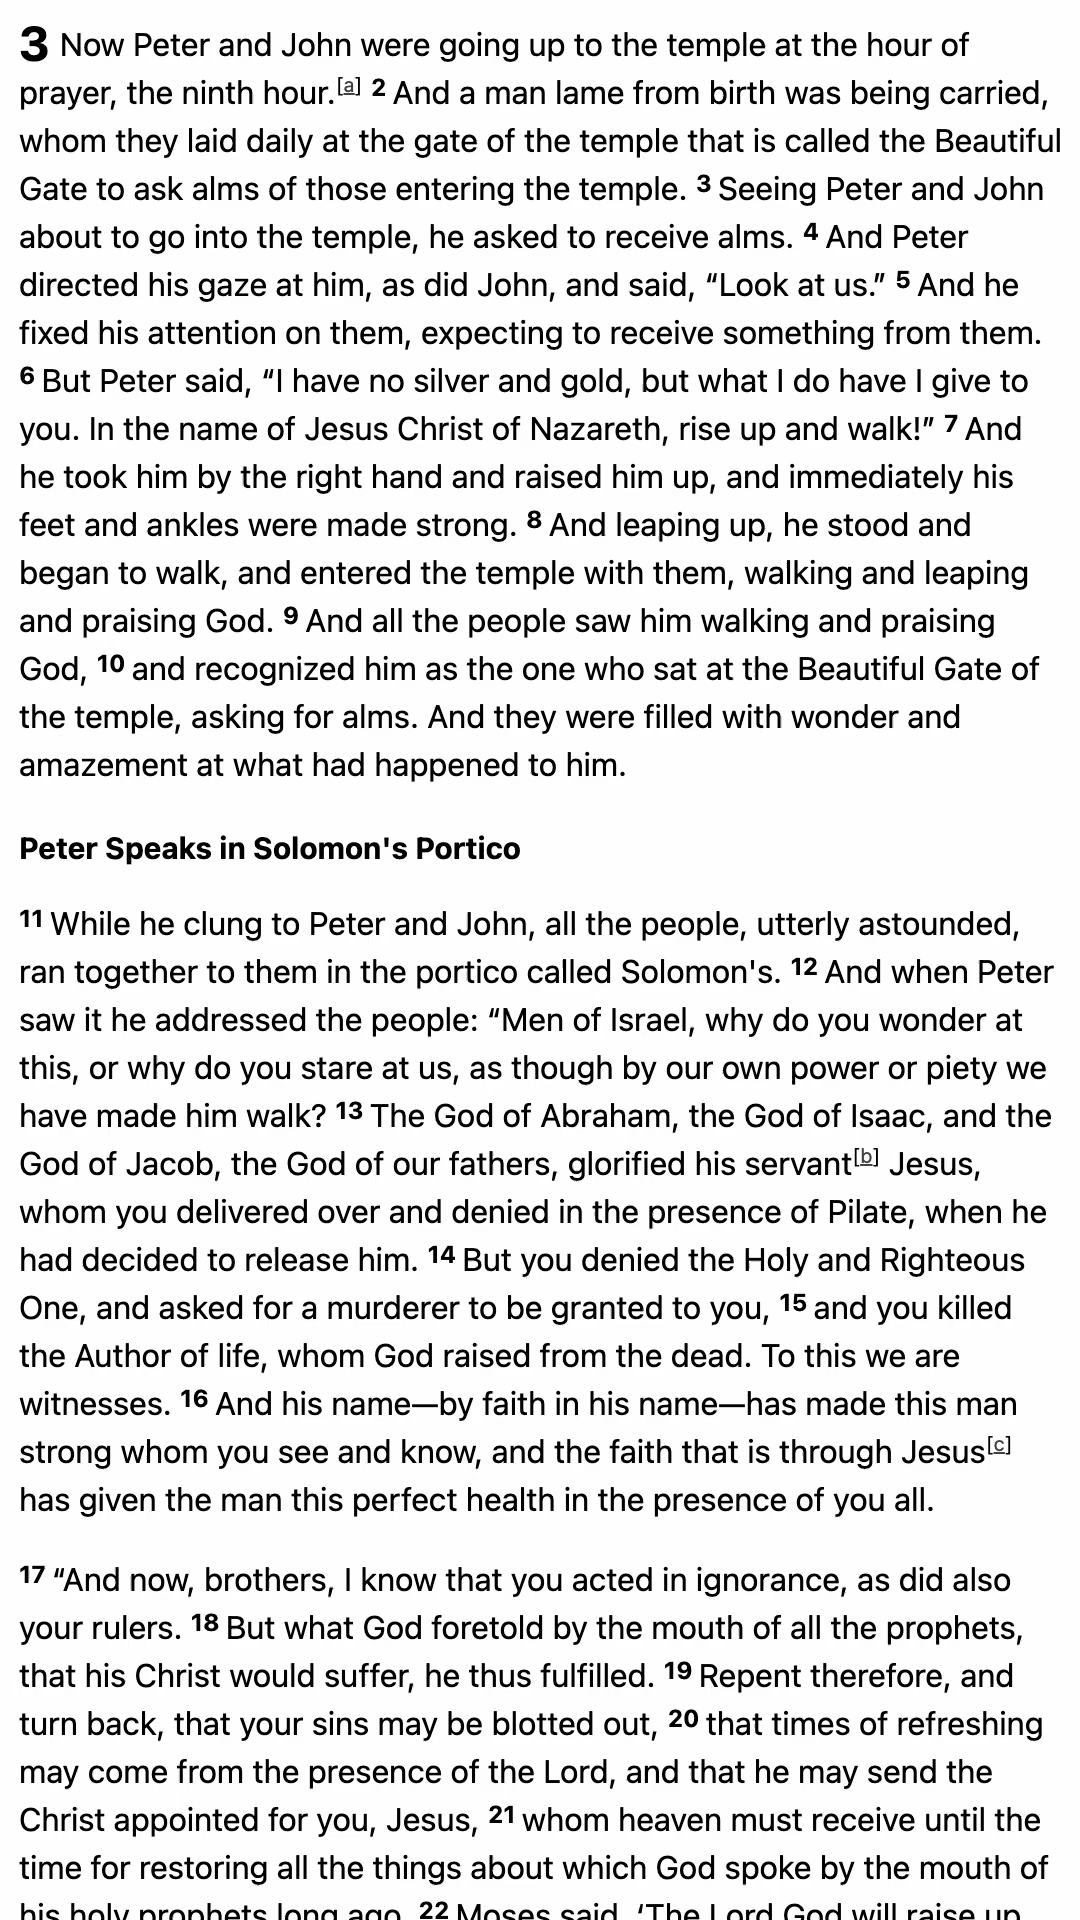 3 Now Peter and John were going up to the temple at the hour of
prayer, the ninth hour.[a] 2 And a man lame from birth was being carried,
whom they laid daily at the gate of the temple that is called the Beautiful
Gate to ask alms of those entering the temple. 3 Seeing Peter and John
about to go into the temple, he asked to receive alms. 4 And Peter
directed his gaze at him, as did John, and said, “Look at us.” 5 And he
fixed his attention on them, expecting to receive something from them.
6 But Peter said, “I have no silver and gold, but what I do have I give to
you. In the name of Jesus Christ of Nazareth, rise up and walk!” 7 And
he took him by the right hand and raised him up, and immediately his
feet and ankles were made strong. 8 And leaping up, he stood and
began to walk, and entered the temple with them, walking and leaping
and praising God. 9 And all the people saw him walking and praising
God, 10 and recognized him as the one who sat at the Beautiful Gate of
the temple, asking for alms. And they were filled with wonder and
amazement at what had happened to him.
Peter Speaks in Solomon's Portico
11 While he clung to Peter and John, all the people, utterly astounded,
ran together to them in the portico called Solomon's. 12 And when Peter
saw it he addressed the people: “Men of Israel, why do you wonder at
this, or why do you stare at us, as though by our own power or piety we
have made him walk? 13 The God of Abraham, the God of Isaac, and the
God of Jacob, the God of our fathers, glorified his servant[b] Jesus,
whom you delivered over and denied in the presence of Pilate, when he
had decided to release him. 14 But you denied the Holy and Righteous
One, and asked for a murderer to be granted to you, 15 and you killed
the Author of life, whom God raised from the dead. To this we are
witnesses. 16 And his name—by faith in his name—has made this man
strong whom you see and know, and the faith that is through Jesus[c]
has given the man this perfect health in the presence of you all.
17 “And now, brothers, I know that you acted in ignorance, as did also
your rulers. 18 But what God foretold by the mouth of all the prophets,
that his Christ would suffer, he thus fulfilled. 19 Repent therefore, and
turn back, that your sins may be blotted out, 20 that times of refreshing
may come from the presence of the Lord, and that he may send the
Christ appointed for you, Jesus, 21 whom heaven must receive until the
time for restoring all the things about which God spoke by the mouth of
his holy prophets long ago. 22 Moses said, ‘The Lord God will raise up